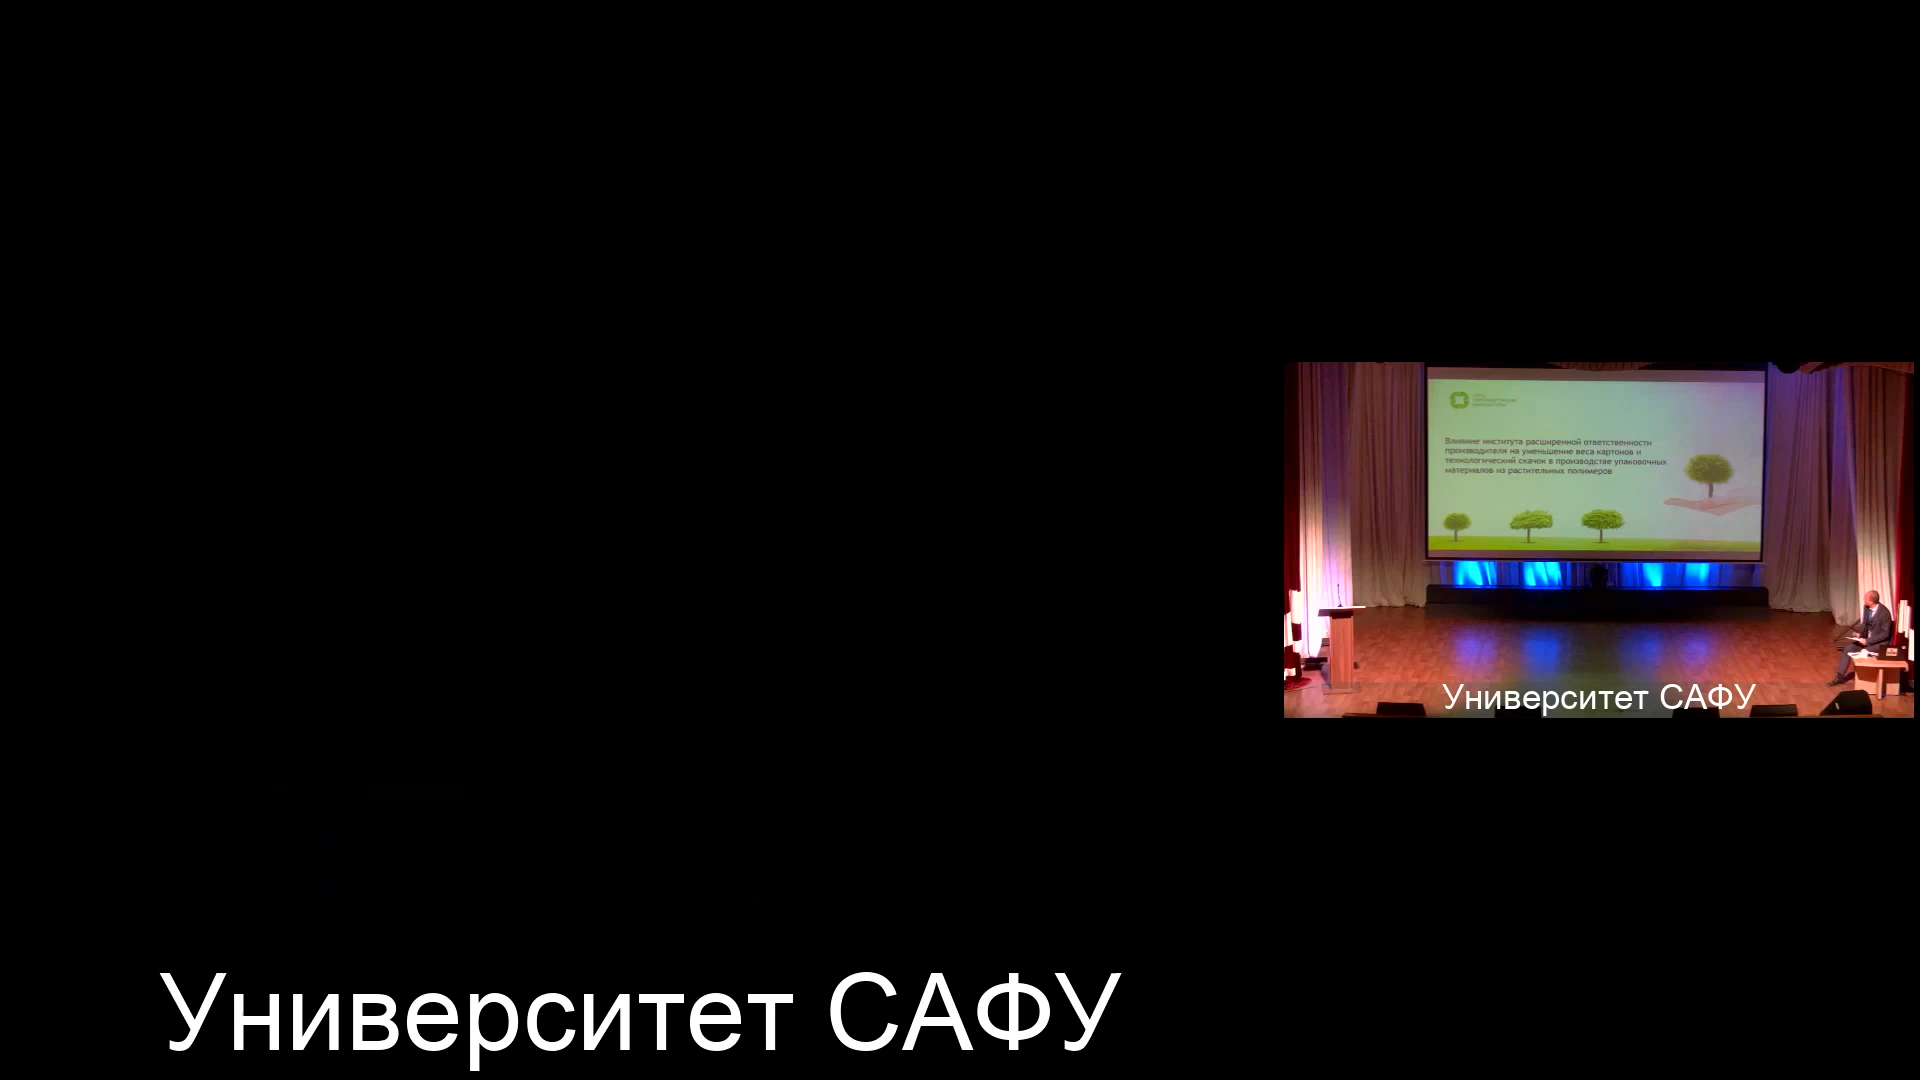 Влияние института расширенной ответственности
производителя на уменьшение веса картонов и
технологический скачок в производстве упаковочных
материалов из растительных полимеров
Университет САФУ
Университет САФУ